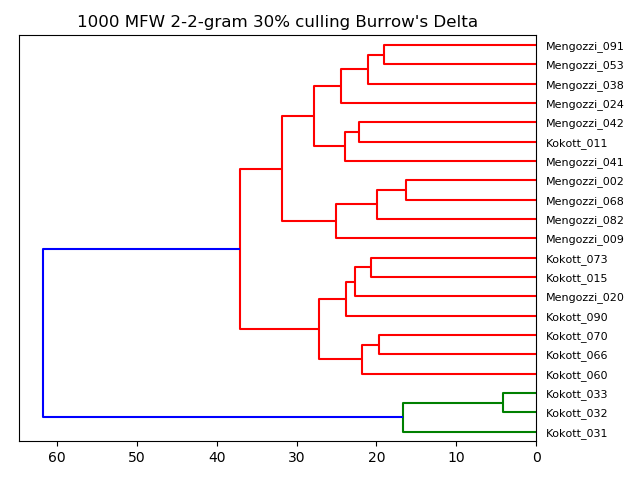 1000 MFW 2-2-gram 30% culling Burrow's Delta
Mengozzi_091
Mengozzi_053
Mengozzi_038
Mengozzi_024
Mengozzi_042
Kokott_011
Mengozzi_041
Mengozzi_002
Mengozzi_068
Mengozzi_082
Mengozzi_009
Kokott_073
Kokott_015
Mengozzi_020
Kokott_090
Kokott_070
Kokott_066
Kokott_060
Kokott_033
Kokott_032
Kokott_031
60 50 40 30 20 10 0